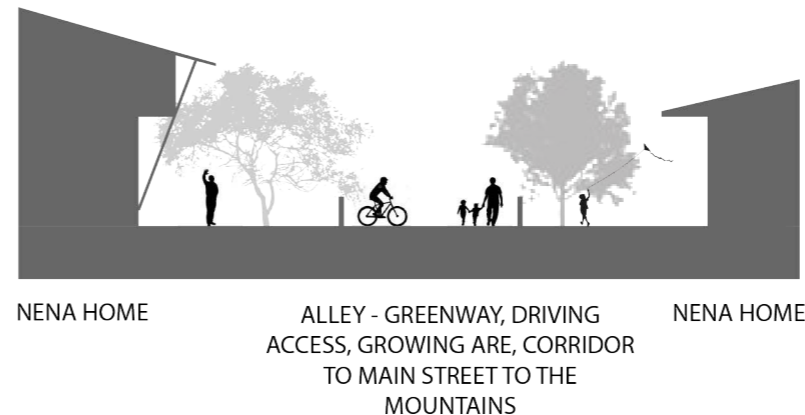 NENA HOME
ALLEY - GREENWAY, DRIVING
ACCESS, GROWING ARE, CORRIDOR
TO MAIN STREET TO THE
MOUNTAINS
NENA HOME